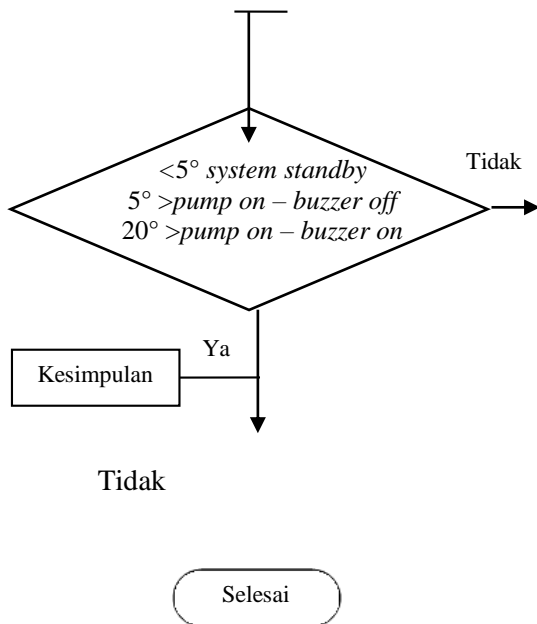 <5° system standby
Tidak
5° >pump on – buzzer off
20° >pump on – buzzer on
Ya
Kesimpulan
Tidak
Selesai